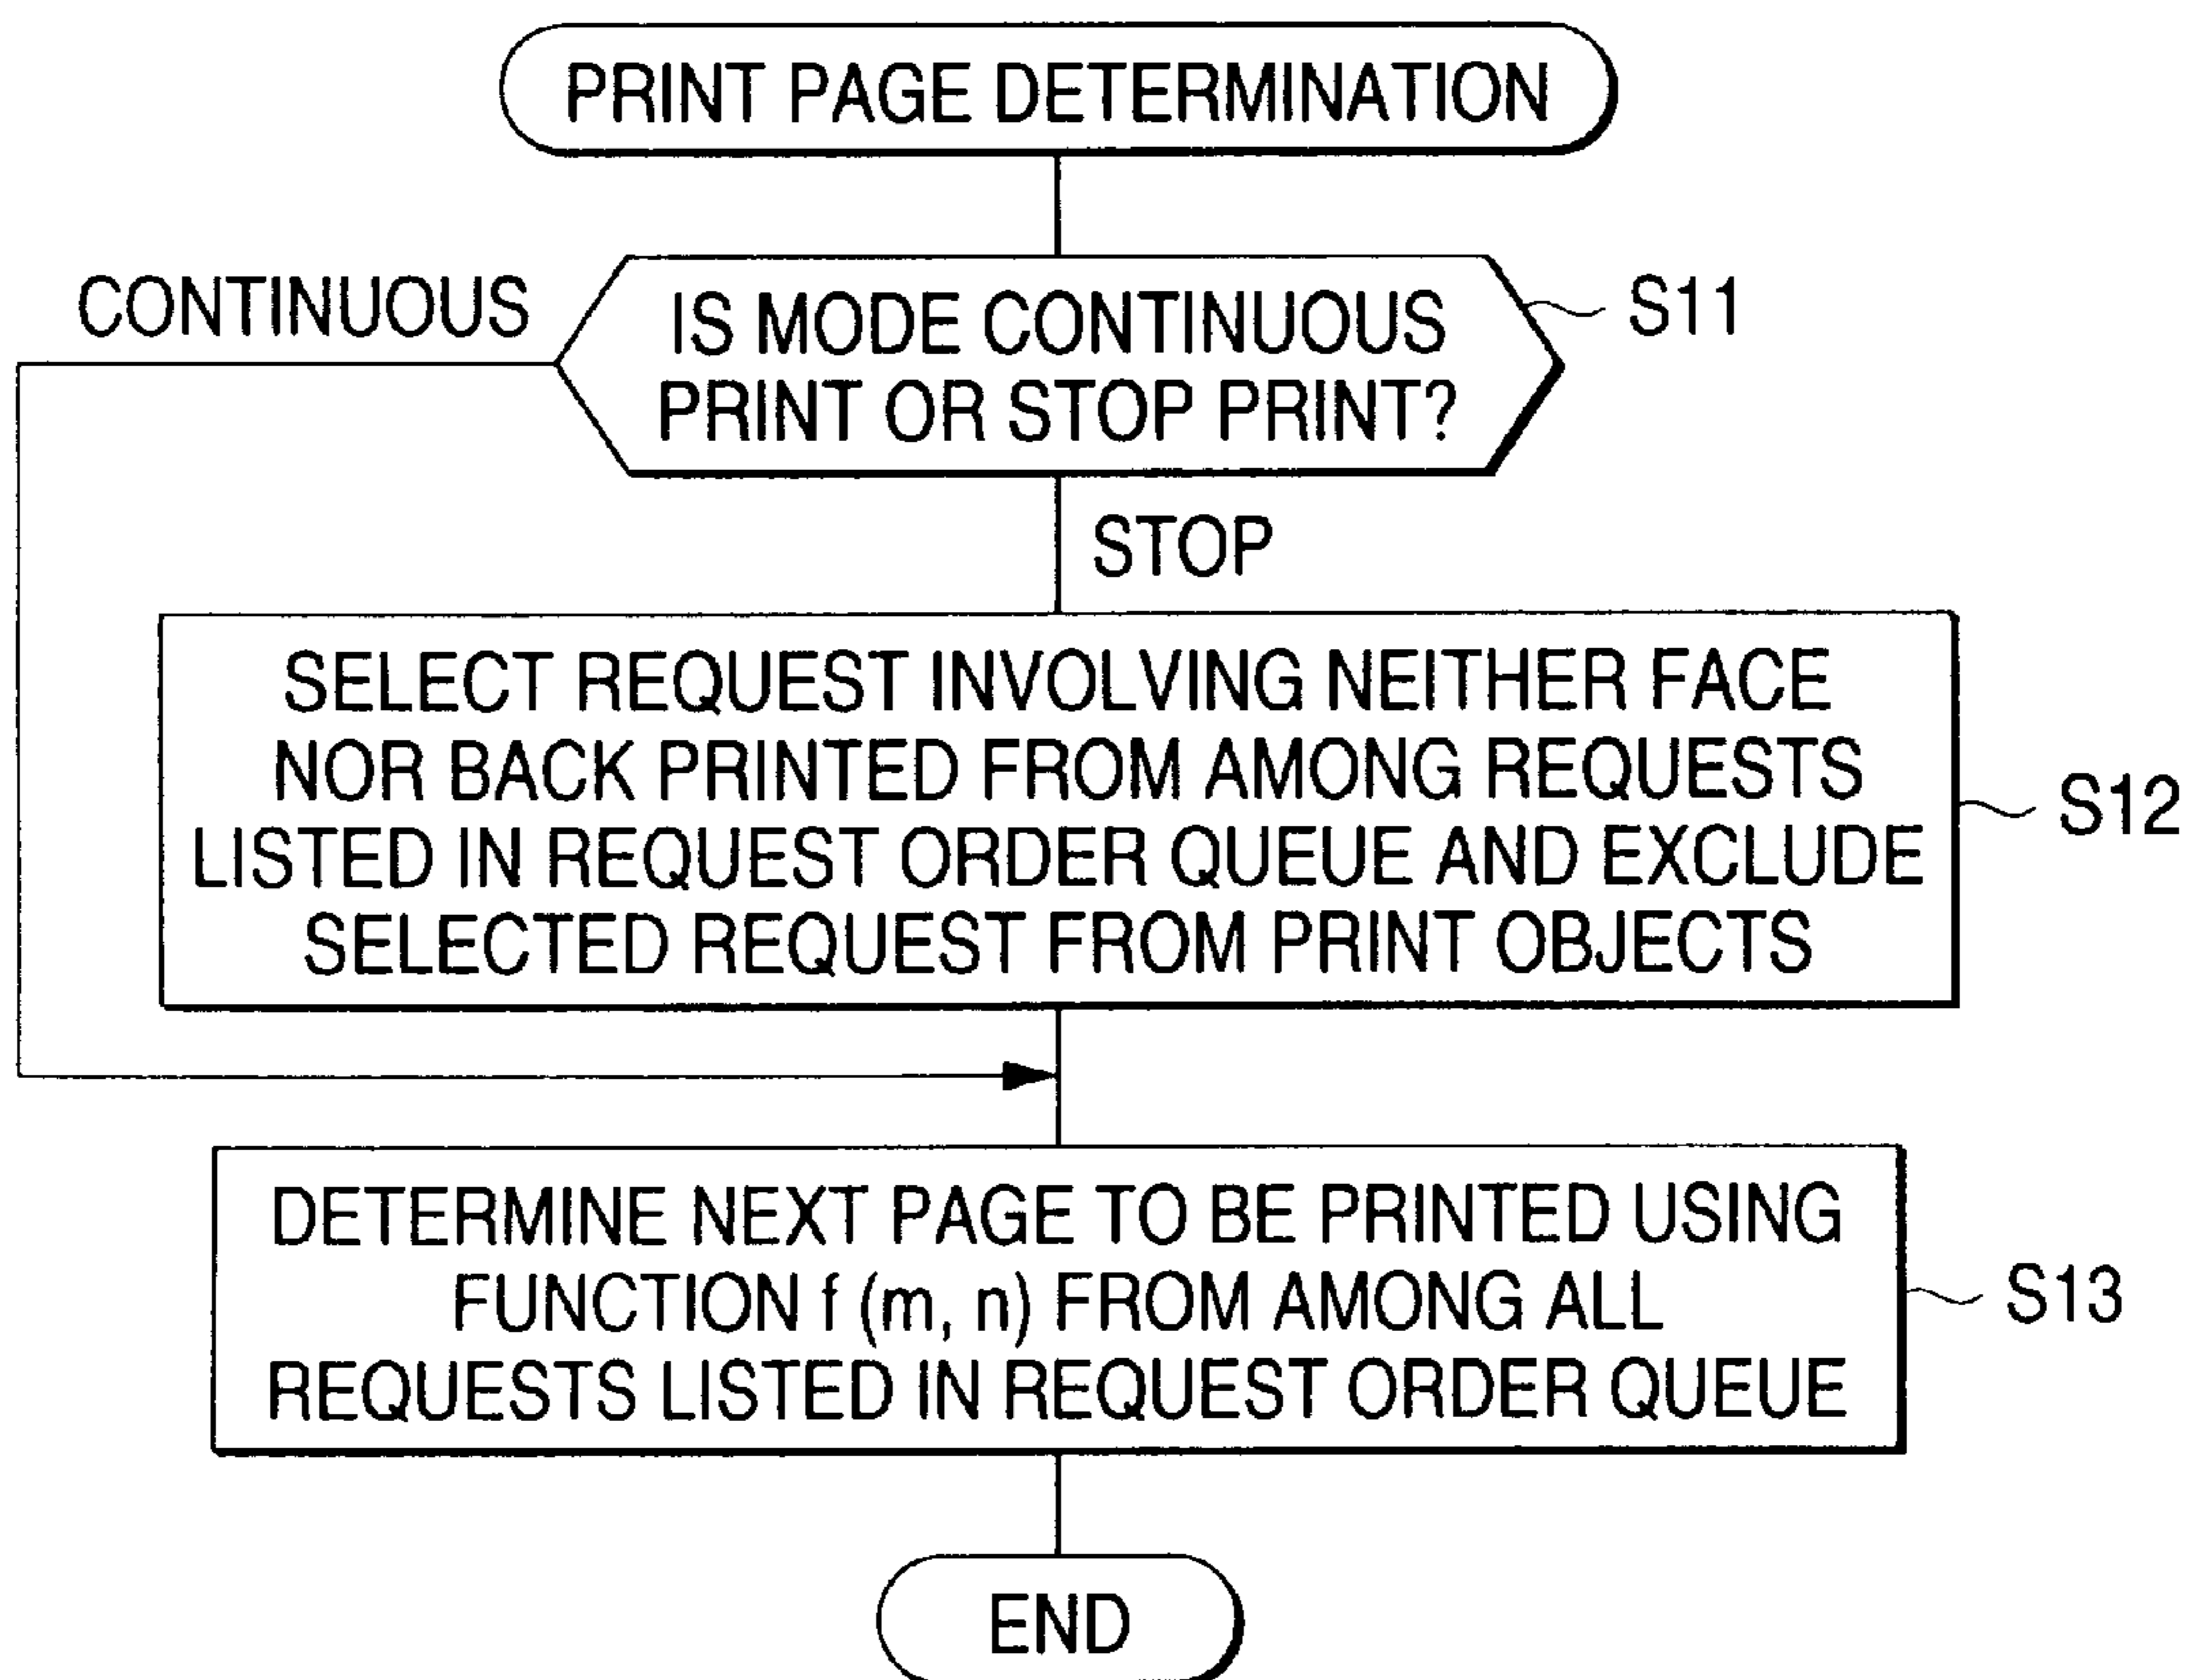 PRINT PAGE DETERMINATION
CONTINUOUS
IS MODE CONTINUOUS
PRINT OR STOP PRINT?
S11
STOP
SELECT REQUEST INVOLVING NEITHER FACE
NOR BACK PRINTED FROM AMONG REQUESTS
LISTED IN REQUEST ORDER QUEUE AND EXCLUDE
SELECTED REQUEST FROM PRINT OBJECTS
S12
DETERMINE NEXT PAGE TO BE PRINTED USING
FUNCTION f (m, n) FROM AMONG ALL
REQUESTS LISTED IN REQUEST ORDER QUEUE
S13
END